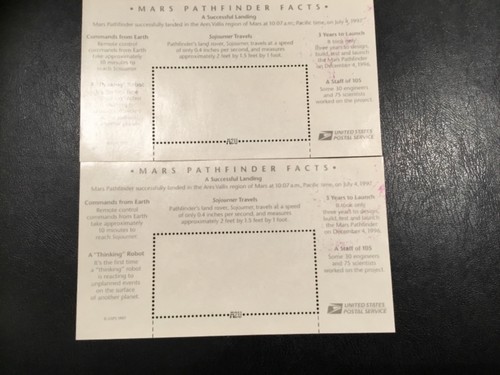 • MARS PATHFINDER FACTS •
A Successful Landing
Mars Pathfinder successfully landed in the Ares Vallis region of Mars at 10:07 a.m., Pacific time, on July 4, 1997.
Commands from Earth
Remote control
commands from Earth
take approximately
10 minutes
to reach Sojourner.
A "Thinking" Robot
Sojourner Travels
Pathfinder's land rover, Sojourner, travels at a speed
of only 0.4 inches per second, and measures
approximately 2 feet by 1.5 feet by 1 foot.
3 Years to Launch
It took only
three years to design,
build, test and launch
the Mars Pathfinder
on December 4, 1996.
A Staff of 105
Some 30 engineers
and 75 scientists
worked on the project.
UNITED STATES
POSTAL SERVICE
• MARS PATHFINDER FACTS •
A Successful Landing
Mars Pathfinder successfully landed in the Ares Vallis region of Mars at 10:07 a.m., Pacific time, on July 4, 1997.
Commands from Earth
Remote control
commands from Earth
take approximately
10 minutes
to reach Sojourner.
A "Thinking" Robot
It's the first time
a "thinking" robot
is reacting to
unplanned events
on the surface
of another planet.
Sojourner Travels
Pathfinder's land rover, Sojourner, travels at a speed
of only 0.4 inches per second, and measures
approximately 2 feet by 1.5 feet by 1 foot.
3 Years to Launch
It took only
three years to design,
build, test and launch
the Mars Pathfinder
on December 4, 1996.
A Staff of 105
Some 30 engineers
and 75 scientists
worked on the project.
UNITED STATES
POSTAL SERVICE